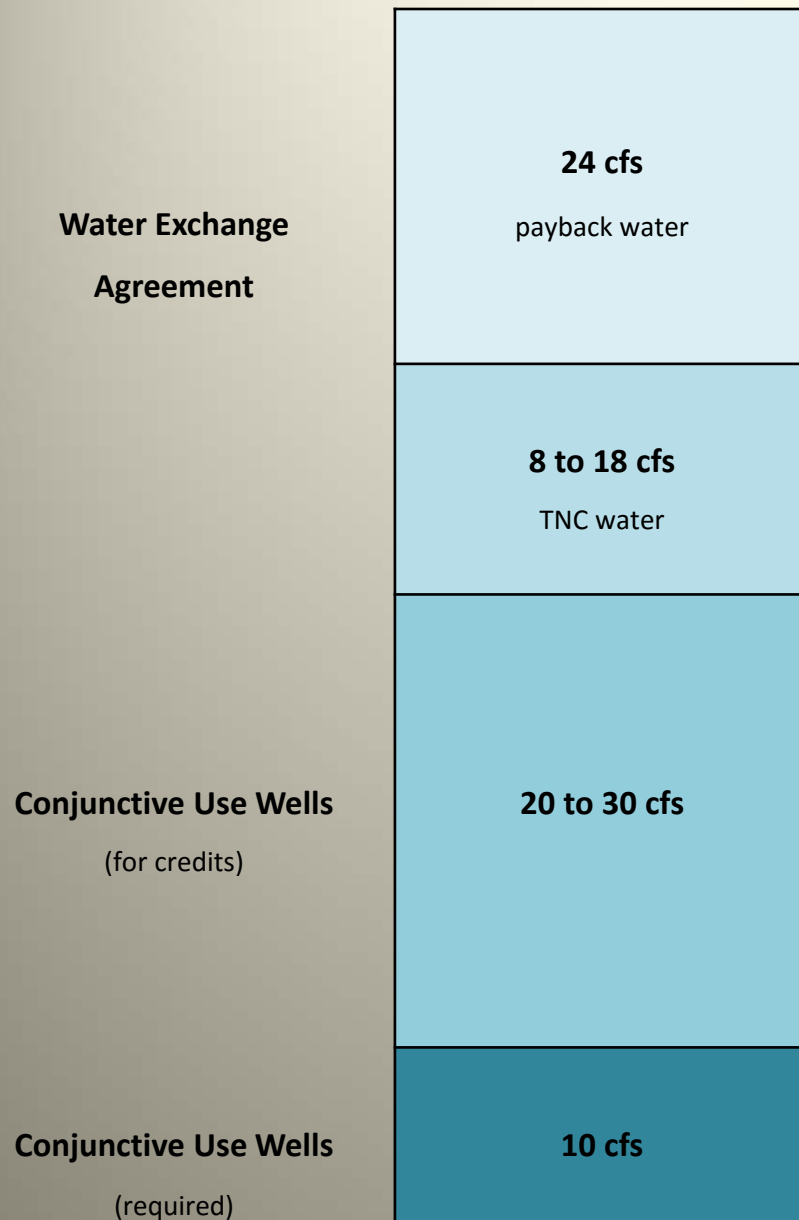 24 cfs
Water Exchange
payback water
Agreement
8 to 18 cfs
TNC water
Conjunctive Use Wells
20 to 30 cfs
(for credits)
Conjunctive Use Wells
10 cfs
(required)